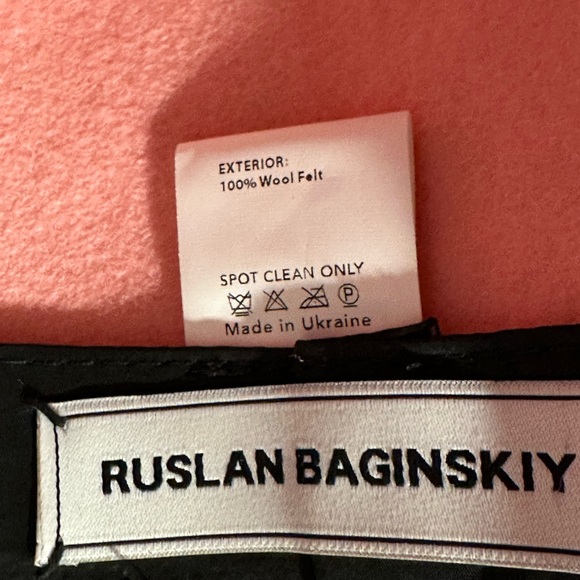 EXTERIOR:
100% Wool Felt
SPOT CLEAN ONLY
P
Made in Ukraine
RUSLAN BAGINSKIY